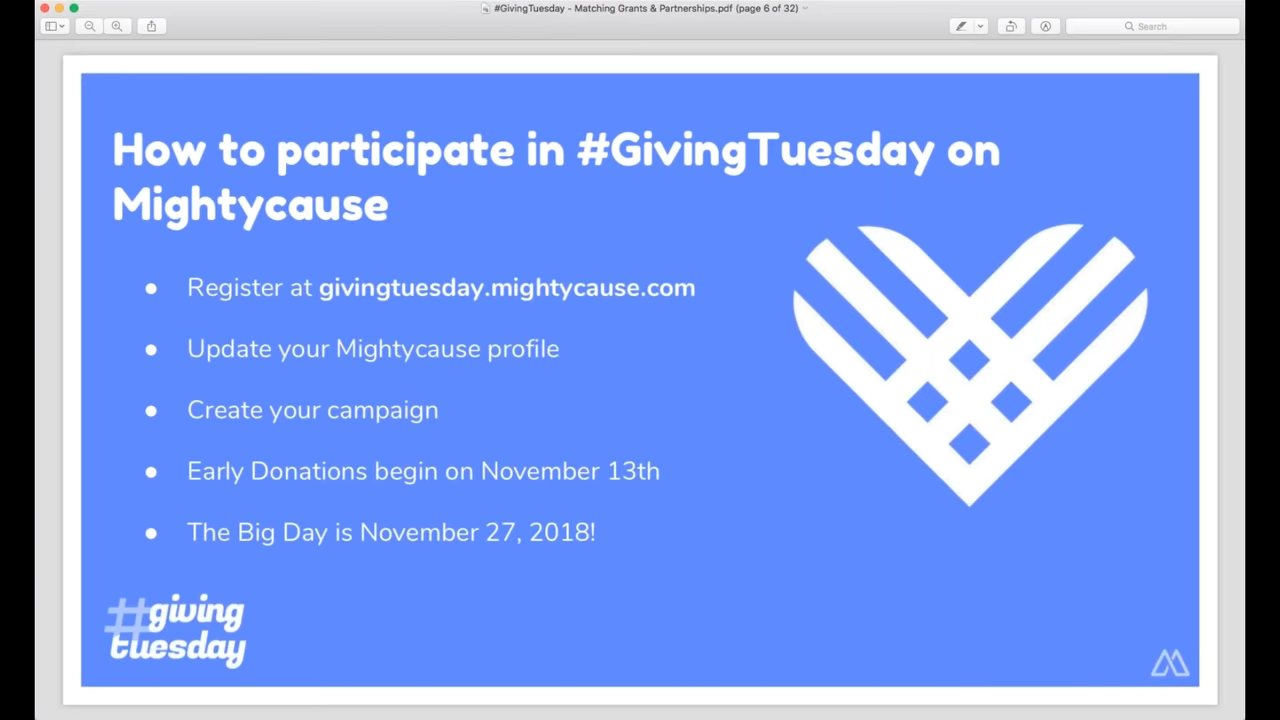 #GivingTuesday - Matching Grants & Partnerships.pdf (page 6 of 32)
Search
How to participate in #GivingTuesday on
Mightycause
● Register at givingtuesday.mightycause.com
● Update your Mightycause profile
● Create your campaign
● Early Donations begin on November 13th
● The Big Day is November 27, 2018!
#giving
tuesday